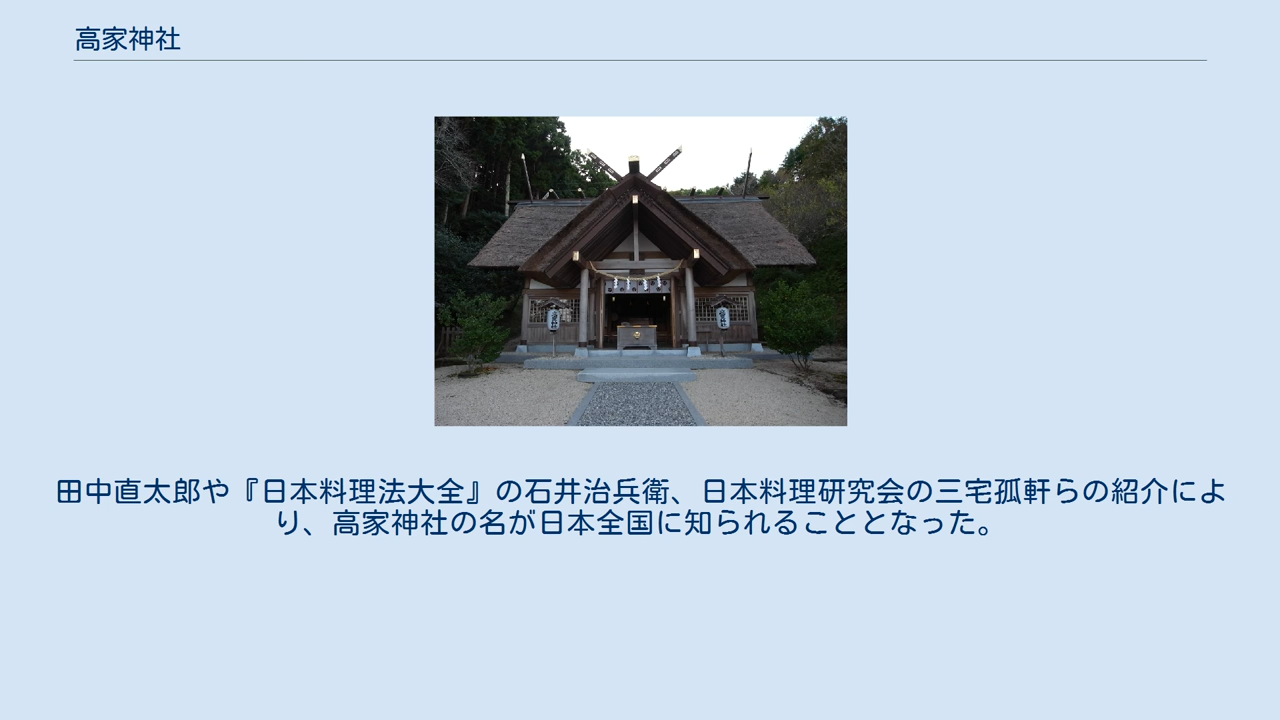 高家神社
田中直太郎や『日本料理法大全』の石井治兵衛、日本料理研究会の三宅孤軒らの紹介によ
り、高家神社の名が日本全国に知られることとなった。